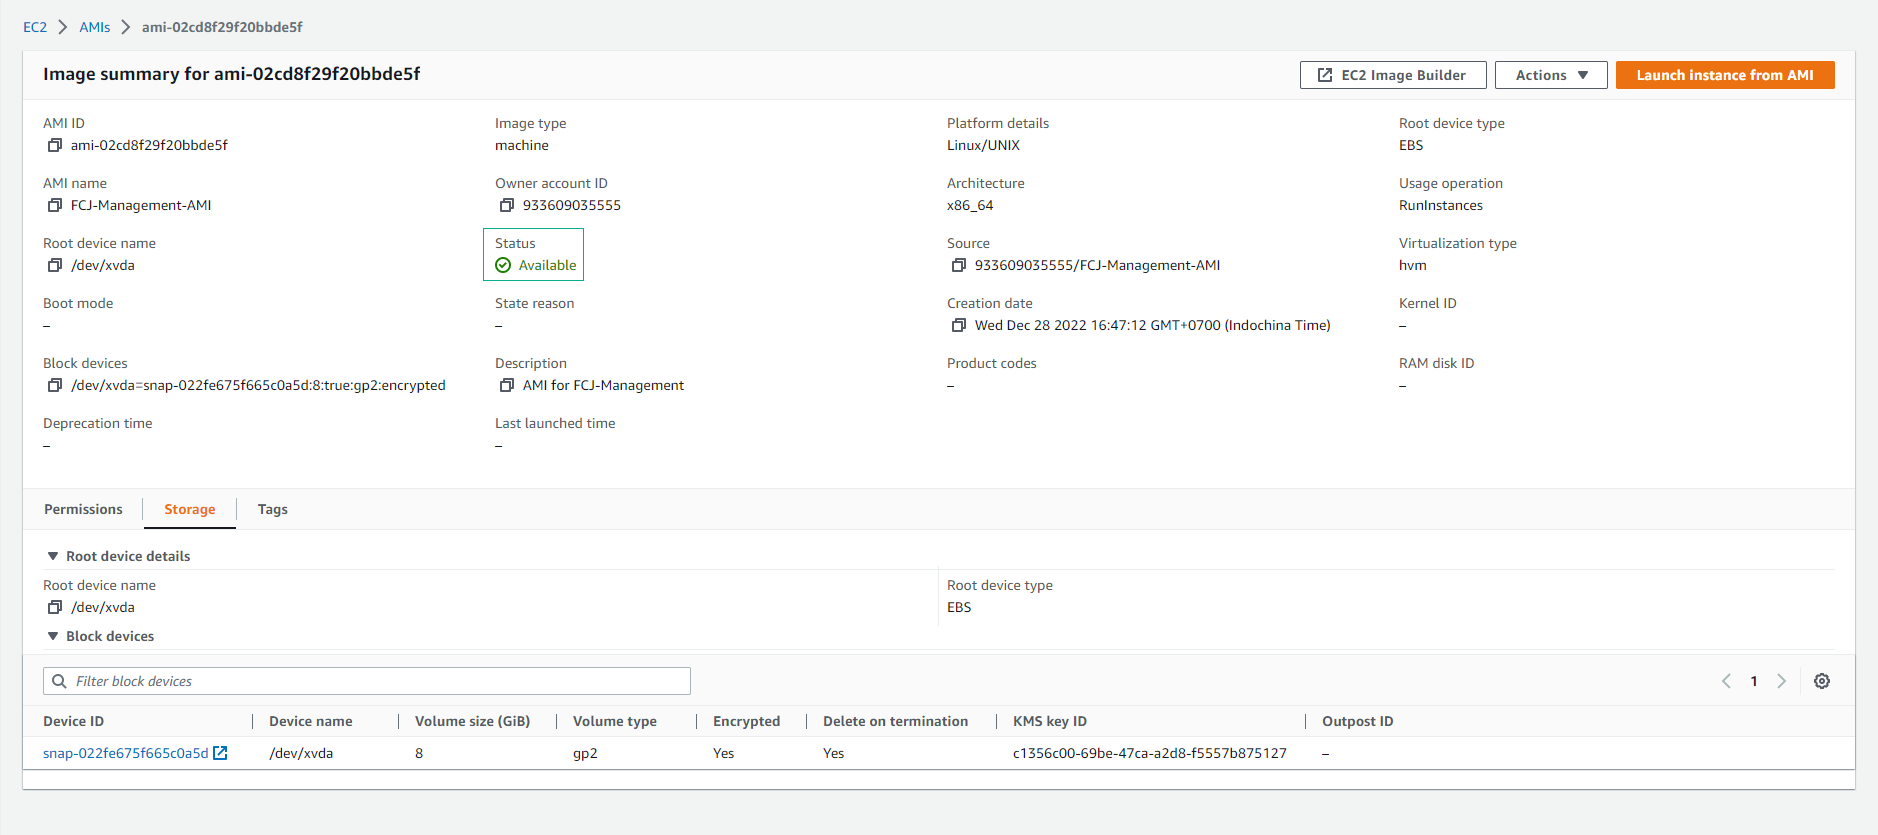 EC2 > AMIs > ami-02cd8f29f20bbde5f
Image summary for ami-02cd8f29f20bbde5f
EC2 Image Builder
Actions
Launch instance from AMI
AMI ID
ami-02cd8f29f20bbde5f
Image type
machine
Platform details
Linux/UNIX
Root device type
EBS
AMI name
FCJ-Management-AMI
Owner account ID
933609035555
Architecture
x86_64
Usage operation
RunInstances
Root device name
/dev/xvda
Status
Available
Source
933609035555/FCJ-Management-AMI
Virtualization type
hvm
Boot mode
–
State reason
–
Creation date
Wed Dec 28 2022 16:47:12 GMT+0700 (Indochina Time)
Kernel ID
–
Block devices
/dev/xvda=snap-022fe675f665c0a5d:8:true:gp2:encrypted
Description
AMI for FCJ-Management
Product codes
–
RAM disk ID
–
Deprecation time
–
Last launched time
–
Permissions
Storage
Tags
Root device details
Root device name
/dev/xvda
Root device type
EBS
Block devices
Filter block devices
1
Device ID Device name Volume size (GiB) Volume type Encrypted Delete on termination KMS key ID Outpost ID
snap-022fe675f665c0a5d /dev/xvda 8 gp2 Yes Yes c1356c00-69be-47ca-a2d8-f5557b875127 –